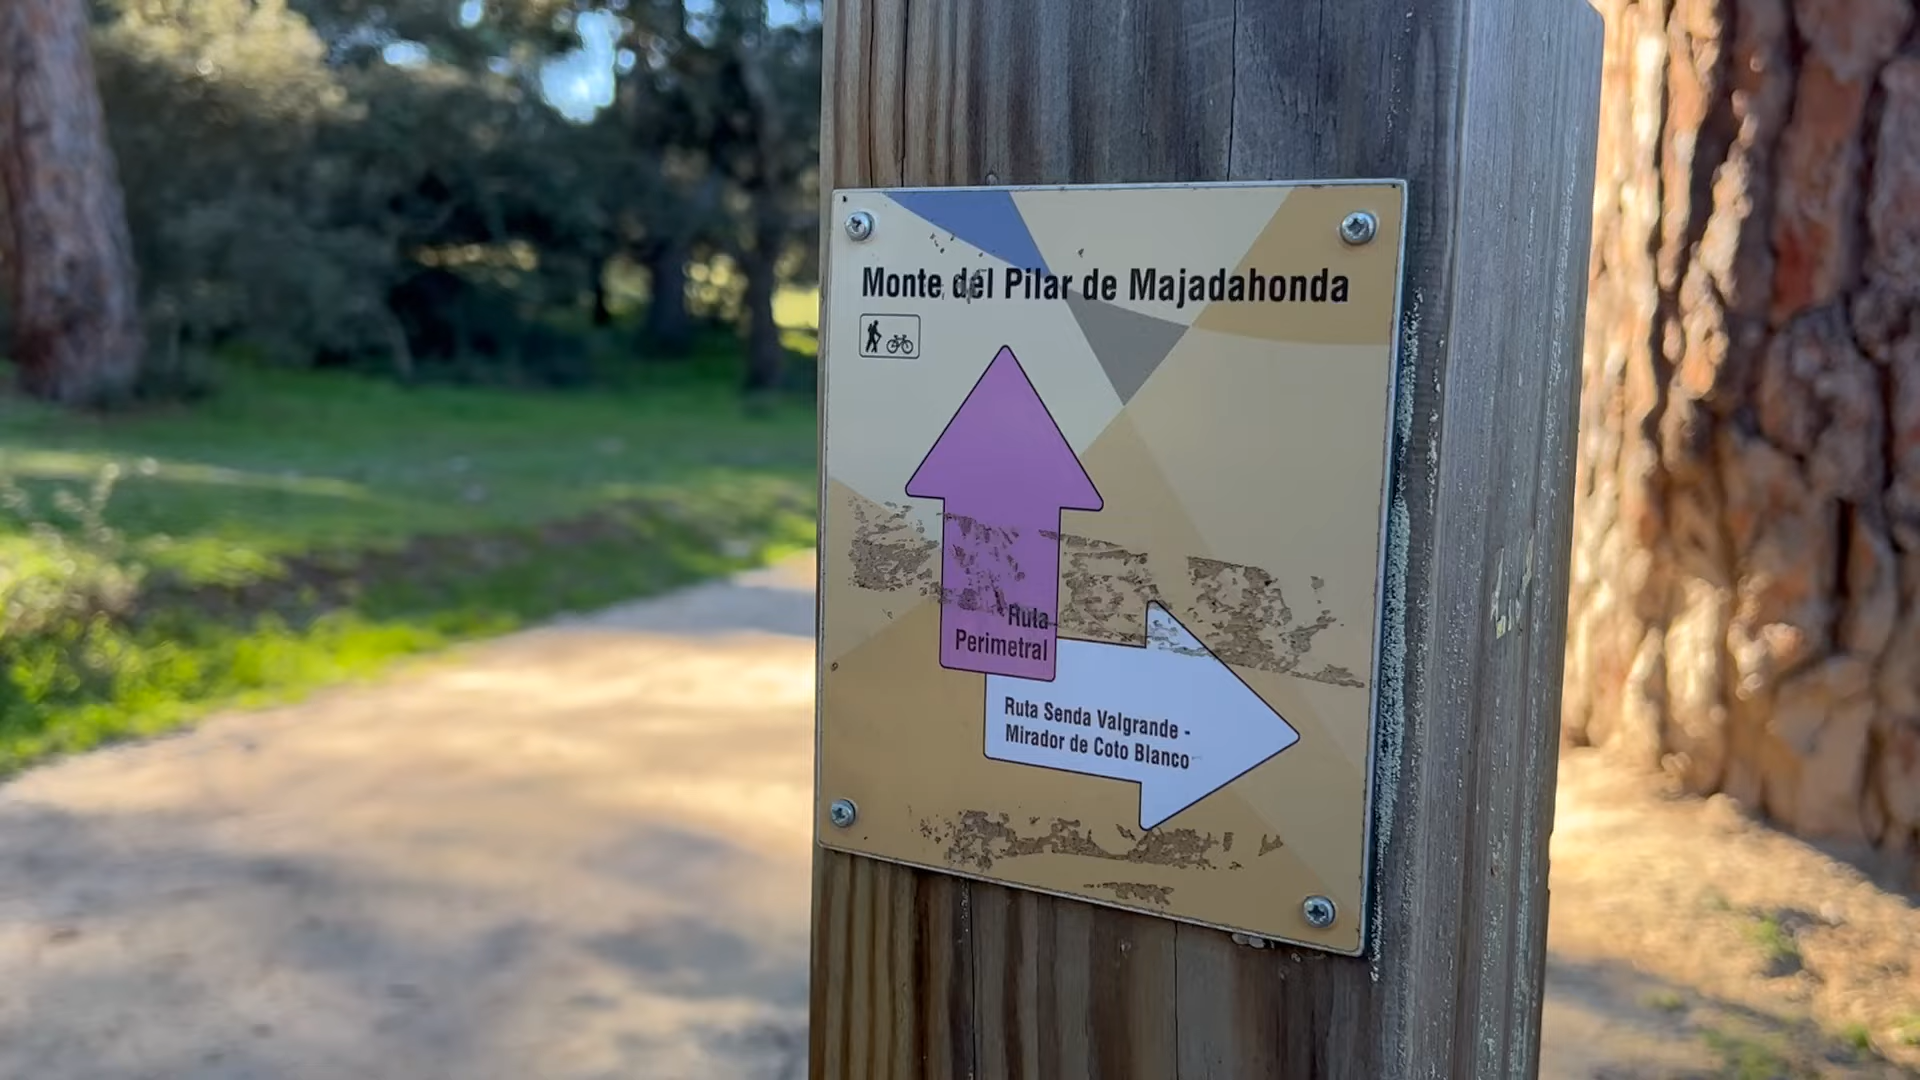 Monte del Pilar de Majadahonda
Ruta
Perimetral
Ruta Senda Valgrande -
Mirador de Coto Blanco